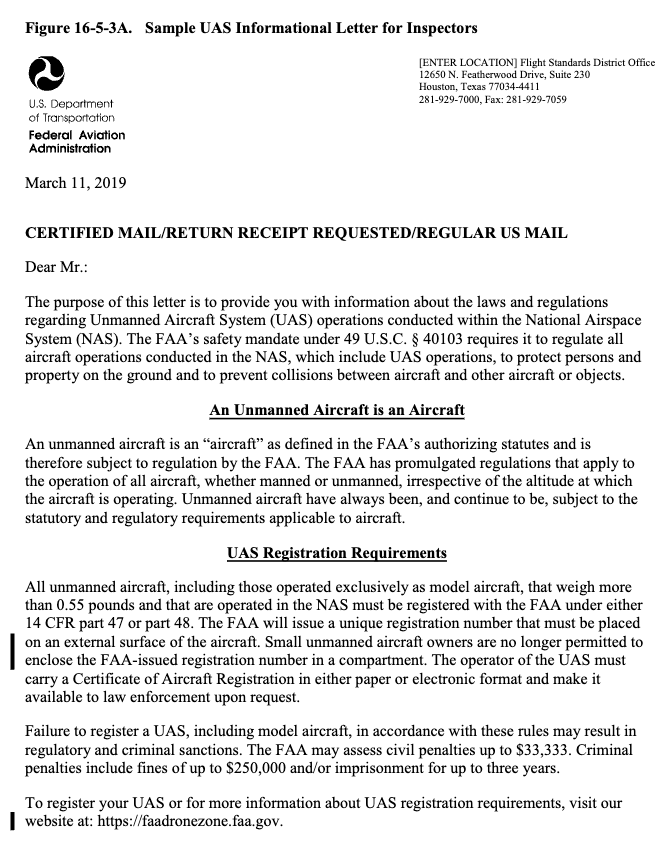 Figure 16-5-3A. Sample UAS Informational Letter for Inspectors
[ENTER LOCATION] Flight Standards District Office
12650 N. Featherwood Drive, Suite 230
Houston, Texas 77034-4411
281-929-7000, Fax: 281-929-7059
U.S. Department
of Transportation
Federal Aviation
Administration
March 11, 2019
CERTIFIED MAIL/RETURN RECEIPT REQUESTED/REGULAR US MAIL
Dear Mr.:
The purpose of this letter is to provide you with information about the laws and regulations
regarding Unmanned Aircraft System (UAS) operations conducted within the National Airspace
System (NAS). The FAA’s safety mandate under 49 U.S.C. § 40103 requires it to regulate all
aircraft operations conducted in the NAS, which include UAS operations, to protect persons and
property on the ground and to prevent collisions between aircraft and other aircraft or objects.
An Unmanned Aircraft is an Aircraft
An unmanned aircraft is an “aircraft” as defined in the FAA’s authorizing statutes and is
therefore subject to regulation by the FAA. The FAA has promulgated regulations that apply to
the operation of all aircraft, whether manned or unmanned, irrespective of the altitude at which
the aircraft is operating. Unmanned aircraft have always been, and continue to be, subject to the
statutory and regulatory requirements applicable to aircraft.
UAS Registration Requirements
All unmanned aircraft, including those operated exclusively as model aircraft, that weigh more
than 0.55 pounds and that are operated in the NAS must be registered with the FAA under either
14 CFR part 47 or part 48. The FAA will issue a unique registration number that must be placed
on an external surface of the aircraft. Small unmanned aircraft owners are no longer permitted to
enclose the FAA-issued registration number in a compartment. The operator of the UAS must
carry a Certificate of Aircraft Registration in either paper or electronic format and make it
available to law enforcement upon request.
Failure to register a UAS, including model aircraft, in accordance with these rules may result in
regulatory and criminal sanctions. The FAA may assess civil penalties up to $33,333. Criminal
penalties include fines of up to $250,000 and/or imprisonment for up to three years.
To register your UAS or for more information about UAS registration requirements, visit our
website at: https://faadronezone.faa.gov.